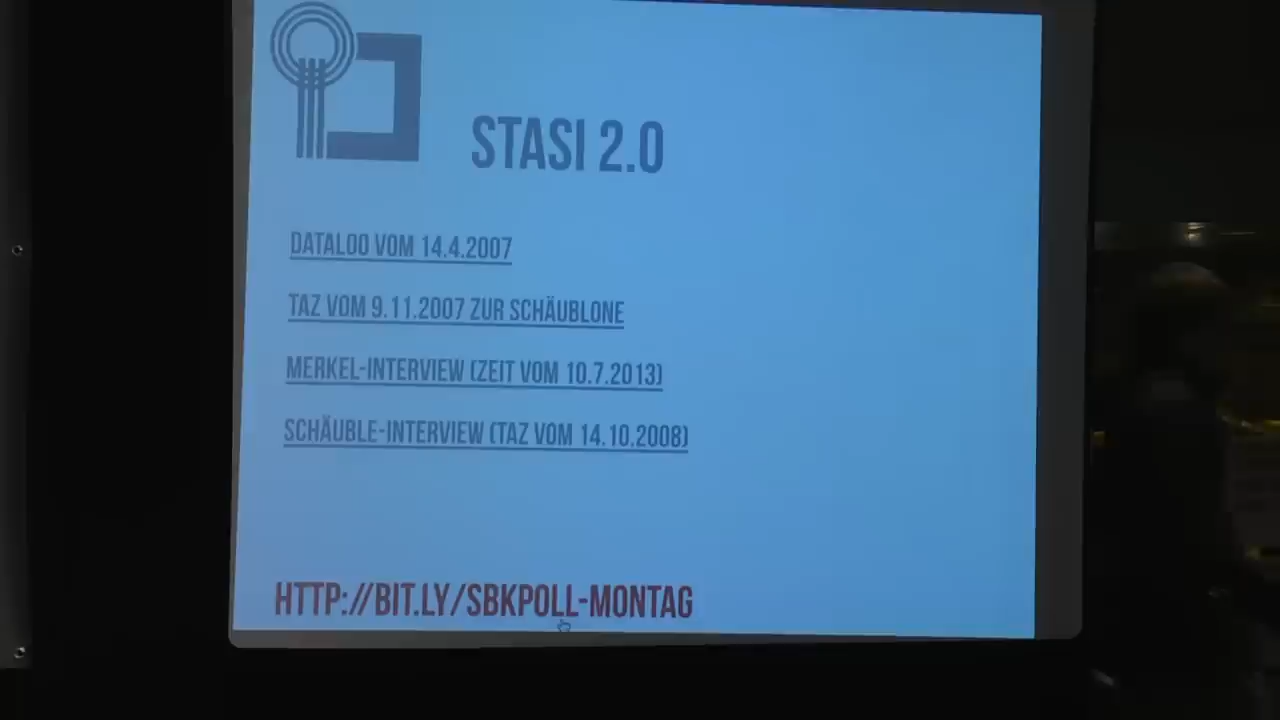 STASI 2.0
DATALOO VOM 14.4.2007
TAZ VOM 9.11.2007 ZUR SCHÄUBLONE
MERKEL-INTERVIEW (ZEIT VOM 10.7.2013)
SCHÄUBLE-INTERVIEW (TAZ VOM 14.10.2008)
HTTP://BIT.LY/SBKPOLL-MONTAG